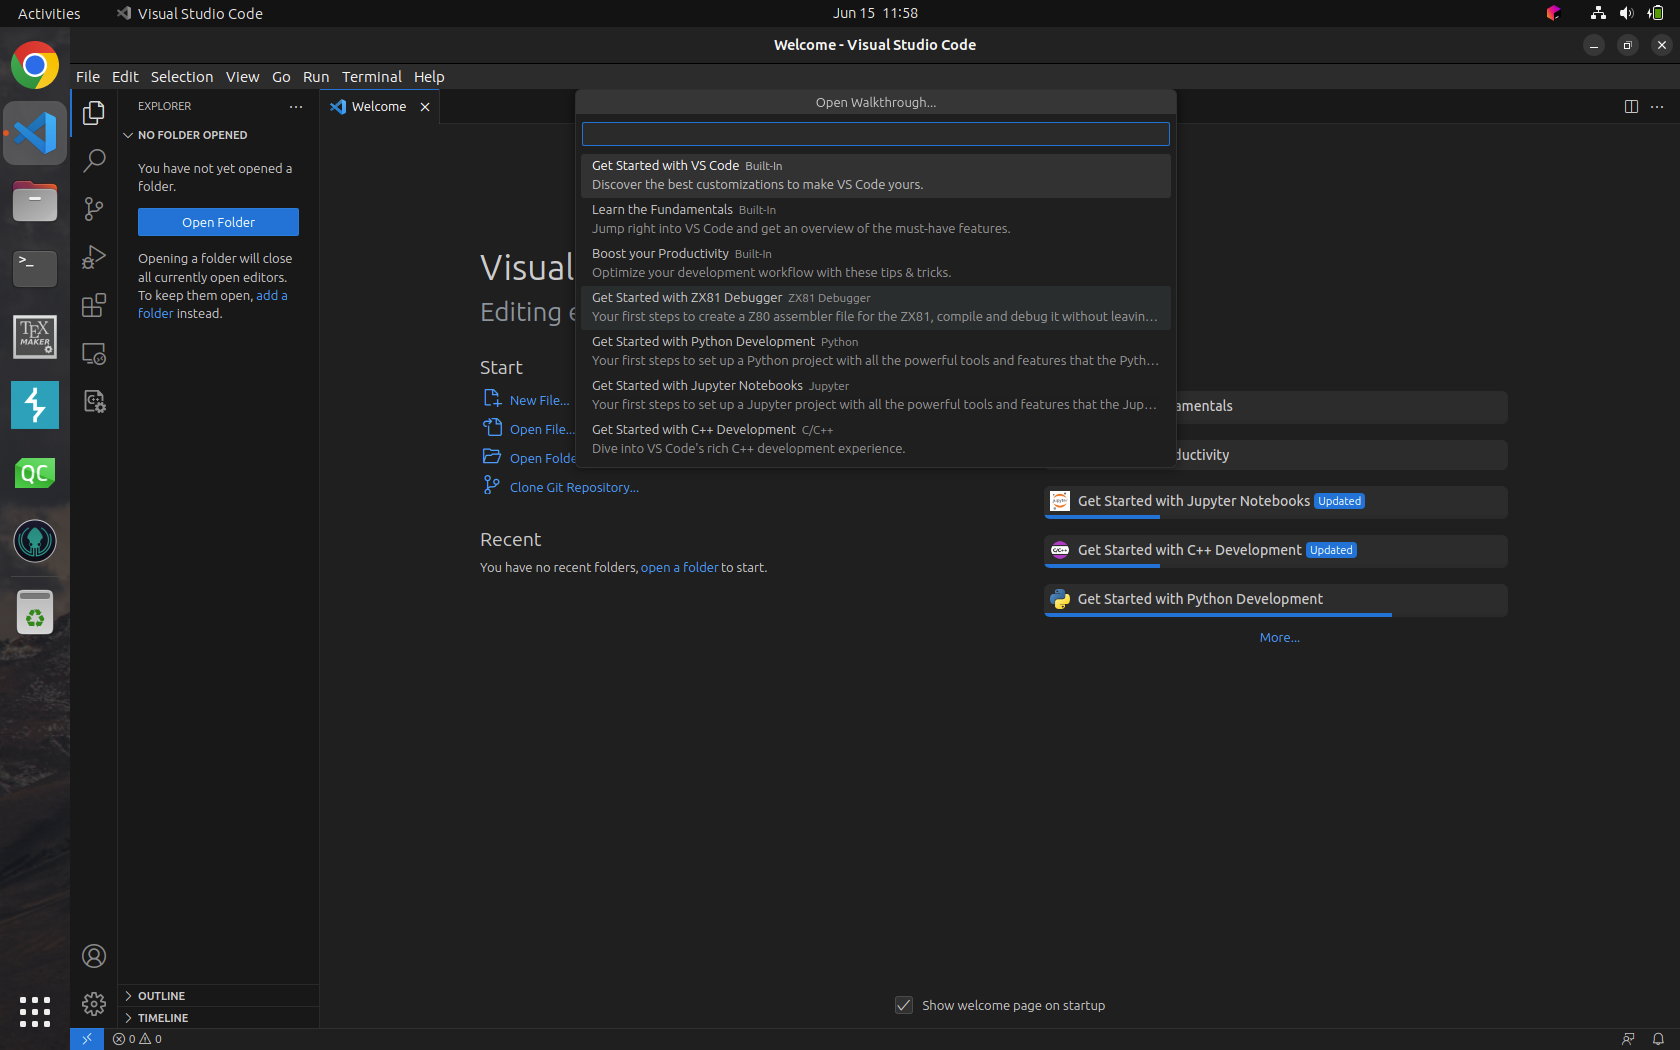 Activities
Visual Studio Code
Jun 15 11:58
Welcome - Visual Studio Code
File Edit Selection View Go Run Terminal Help
EXPLORER
NO FOLDER OPENED
You have not yet opened a
folder.
Open Folder
Opening a folder will close
all currently open editors.
To keep them open, add a
folder instead.
OUTLINE
TIMELINE
Welcome
Open Walkthrough...
Get Started with VS Code Built-In
Discover the best customizations to make VS Code yours.
Learn the Fundamentals Built-In
Jump right into VS Code and get an overview of the must-have features.
Boost your Productivity Built-In
Optimize your development workflow with these tips & tricks.
Get Started with ZX81 Debugger ZX81 Debugger
Your first steps to create a Z80 assembler file for the ZX81, compile and debug it without leavin...
Get Started with Python Development Python
Your first steps to set up a Python project with all the powerful tools and features that the Pyth...
Get Started with Jupyter Notebooks Jupyter
Your first steps to set up a Jupyter project with all the powerful tools and features that the Jup...
Get Started with C++ Development C/C++
Dive into VS Code's rich C++ development experience.
Visual
Editing e
Start
New File...
Open File...
Open Folde
Clone Git Repository...
Recent
You have no recent folders, open a folder to start.
amentals
ductivity
Get Started with Jupyter Notebooks Updated
Get Started with C++ Development Updated
Get Started with Python Development
More...
Show welcome page on startup
0 0
TEX
MAKER
QC